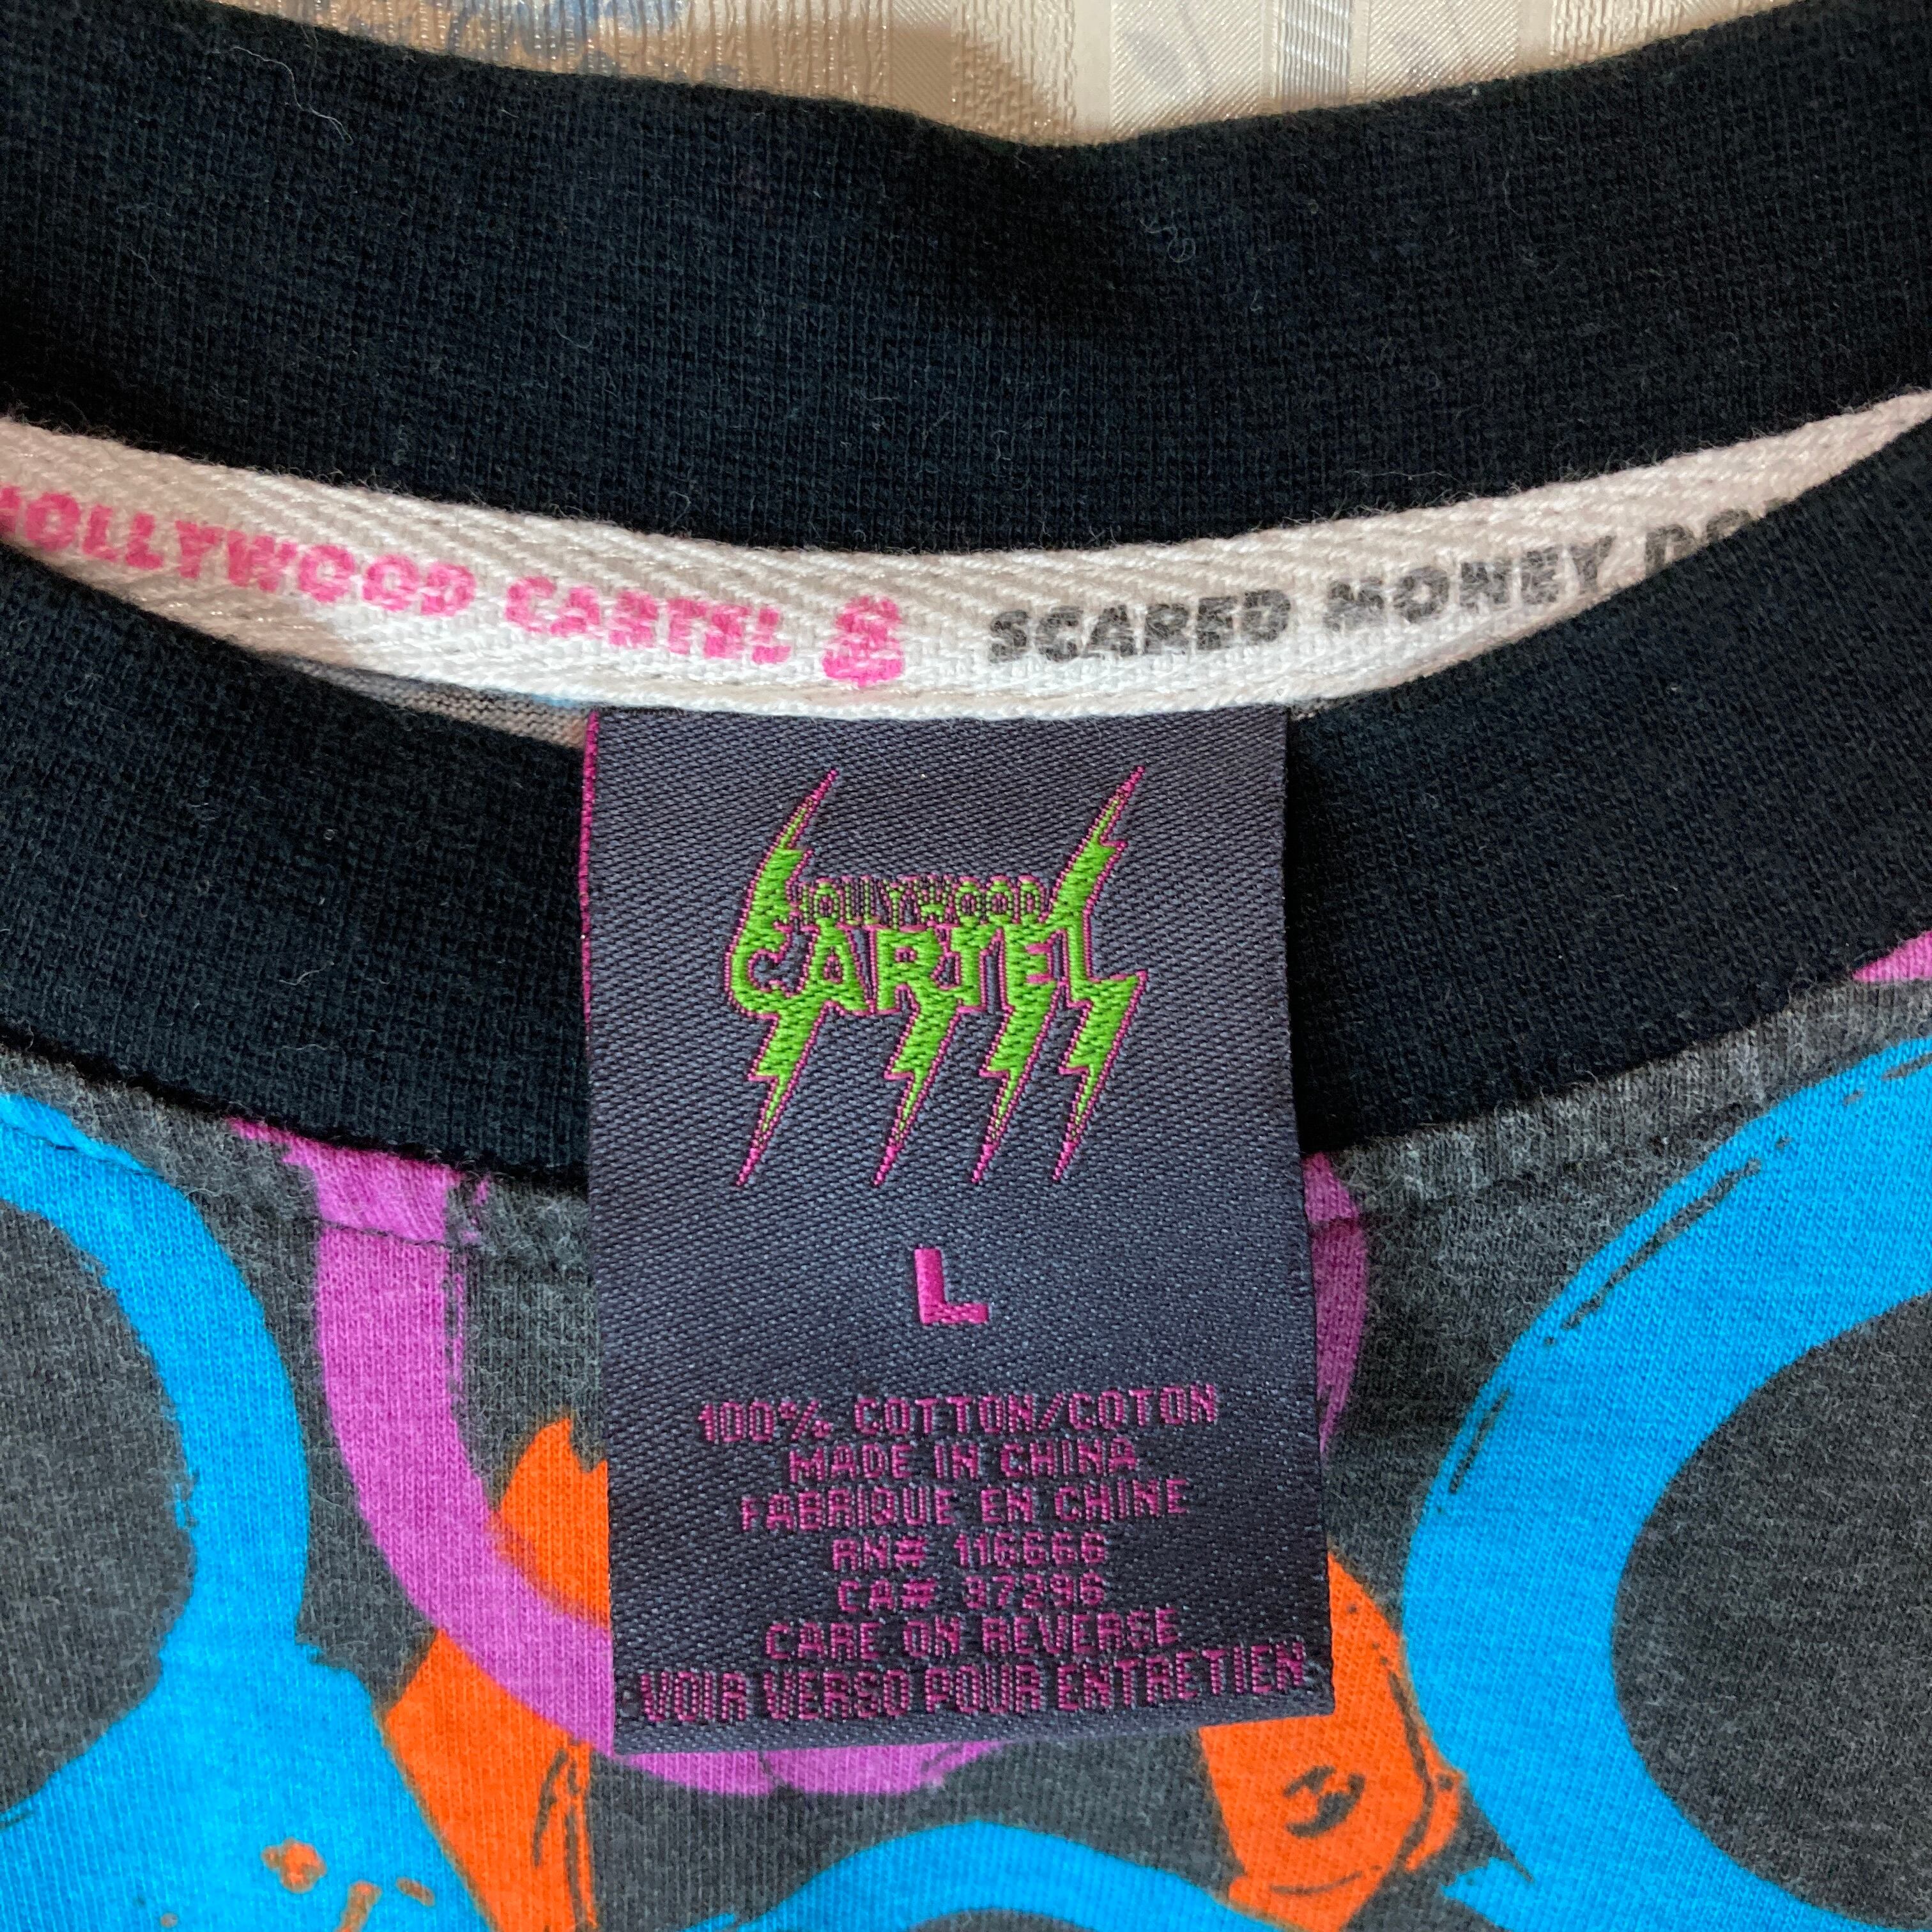 HOLLYWOOD CARTEL SCARED MONEY
HOLLYWOOD
CARTEL
L
100% COTTON/COTON
MADE IN CHINA
FABRIQUE EN CHINE
RN# 116666
CA# 37296
CARE ON REVERSE
VOIR VERSO POUR ENTRETIEN